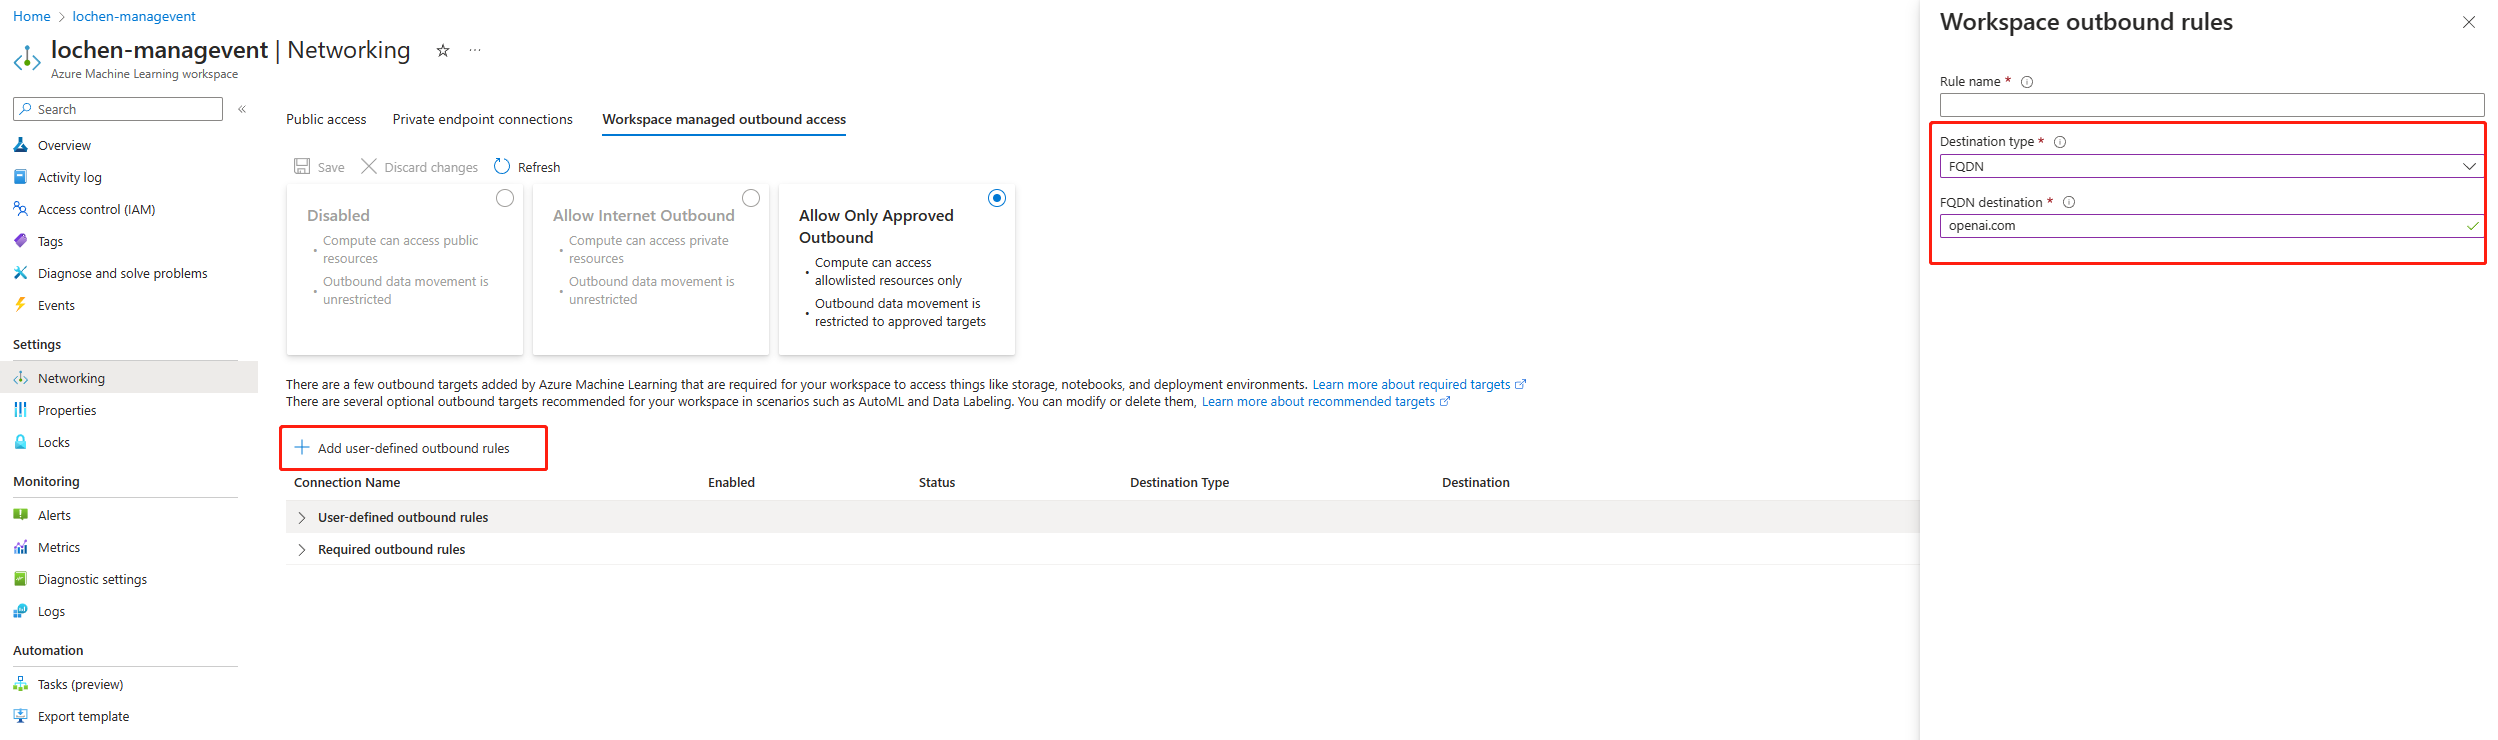 Home > lochen-managevent
lochen-managevent | Networking
Azure Machine Learning workspace
Search
Overview
Activity log
Access control (IAM)
Tags
Diagnose and solve problems
Events
Settings
Networking
Properties
Locks
Monitoring
Alerts
Metrics
Diagnostic settings
Logs
Automation
Tasks (preview)
Export template
Public access Private endpoint connections Workspace managed outbound access
Save Discard changes Refresh
Disabled
Compute can access public
resources
Outbound data movement is
unrestricted
Allow Internet Outbound
Compute can access private
resources
Outbound data movement is
unrestricted
Allow Only Approved
Outbound
Compute can access
allowlisted resources only
Outbound data movement is
restricted to approved targets
There are a few outbound targets added by Azure Machine Learning that are required for your workspace to access things like storage, notebooks, and deployment environments. Learn more about required targets
There are several optional outbound targets recommended for your workspace in scenarios such as AutoML and Data Labeling. You can modify or delete them, Learn more about recommended targets
Add user-defined outbound rules
Connection Name Enabled Status Destination Type Destination
User-defined outbound rules
Required outbound rules
Workspace outbound rules
Rule name *
Destination type *
FQDN
FQDN destination *
openai.com